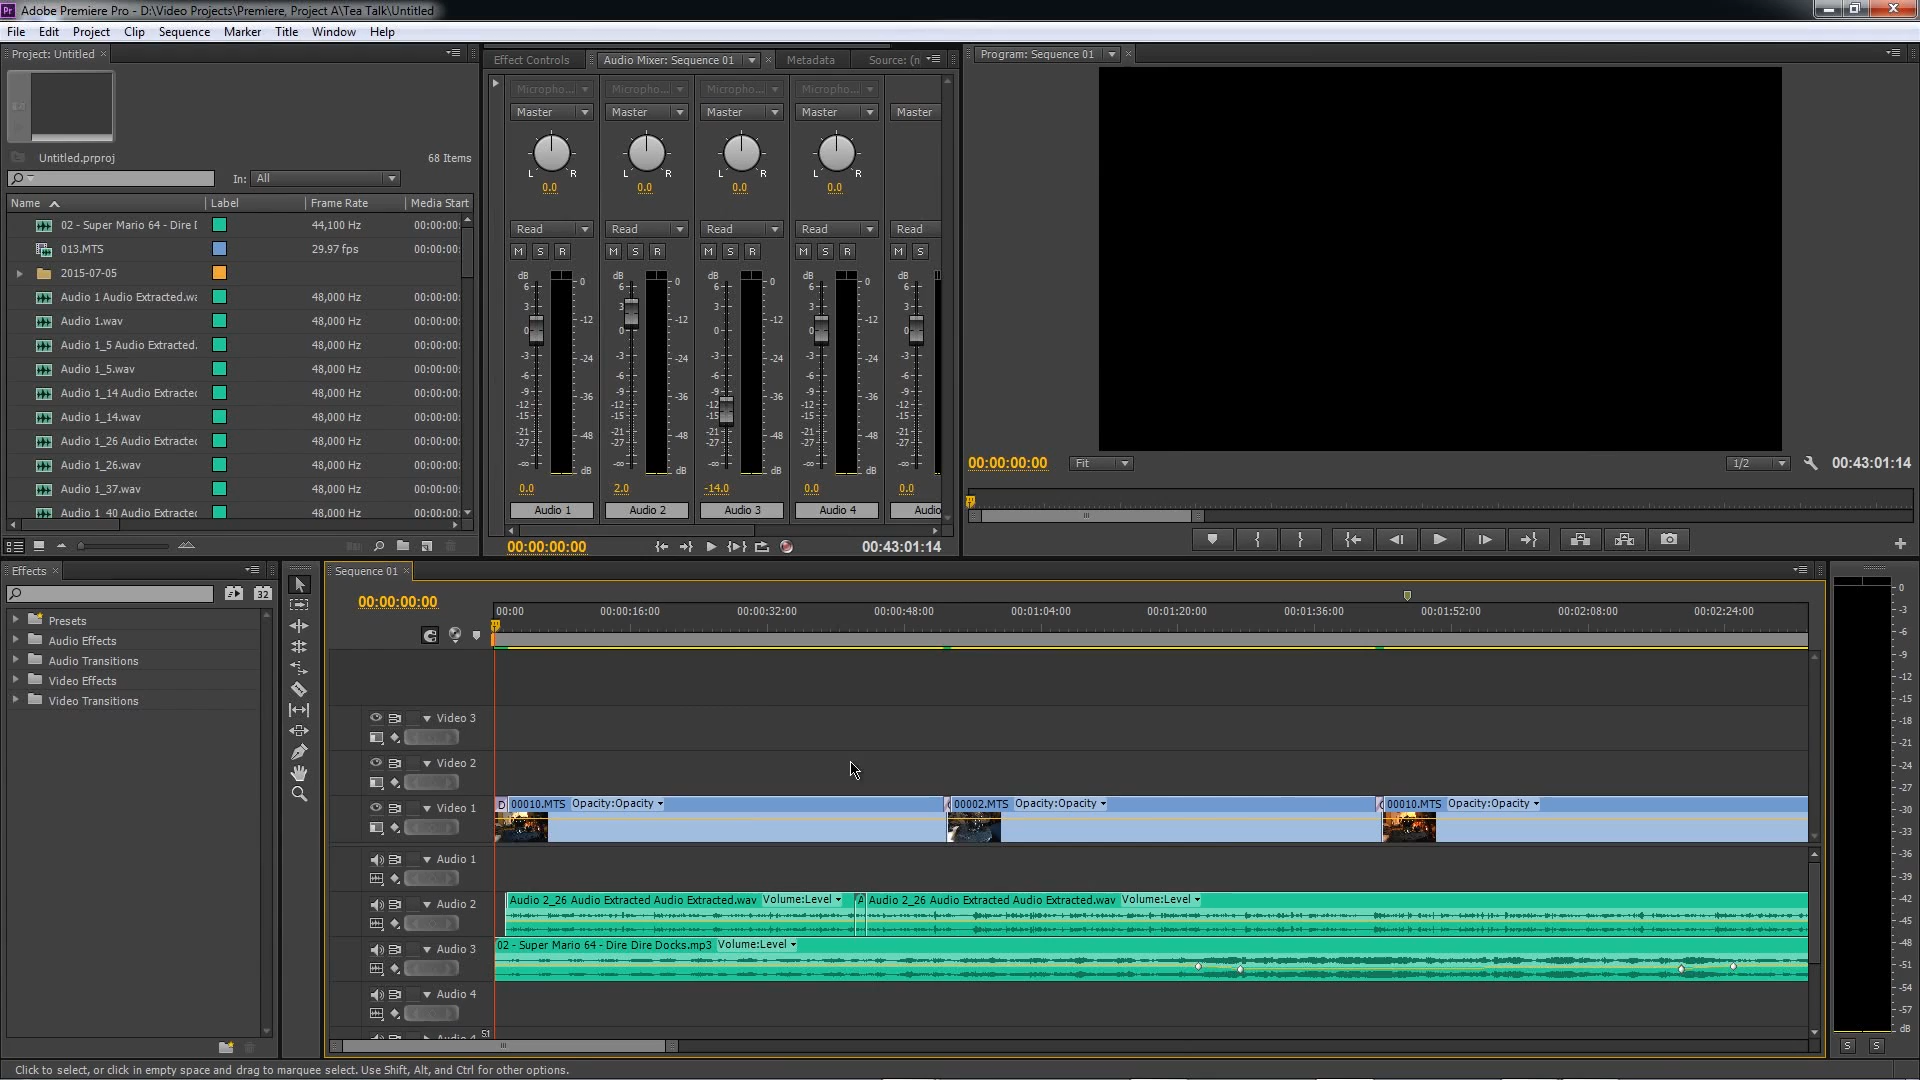 Pr Adobe Premiere Pro - D:\Video Projects\Premiere, Project A\Tea Talk\Untitled
File Edit Project Clip Sequence Marker Title Window Help
Project: Untitled
Untitled.prproj 68 Items
In: All
Name Label Frame Rate Media Start
02 - Super Mario 64 - Dire 44,100 Hz 00:00:00:
013.MTS 29.97 fps 00:00:00:
2015-07-05
Audio 1 Audio Extracted.wa 48,000 Hz 00:00:00:
Audio 1.wav 48,000 Hz 00:00:00:
Audio 1_5 Audio Extracted. 48,000 Hz 00:00:00:
Audio 1_5.wav 48,000 Hz 00:00:00:
Audio 1_14 Audio Extracted 48,000 Hz 00:00:00:
Audio 1_14.wav 48,000 Hz 00:00:00:
Audio 1_26 Audio Extracted 48,000 Hz 00:00:00:
Audio 1_26.wav 48,000 Hz 00:00:00:
Audio 1_37.wav 48,000 Hz 00:00:00:
Audio 1_40 Audio Extracted 48,000 Hz 00:00:00:
Effect Controls Audio Mixer: Sequence 01 Metadata Source: (n
Micropho... Micropho... Micropho... Micropho...
Master Master Master Master Master
L R L R L R L R
0.0 0.0 0.0 0.0
Read Read Read Read Read
M S R M S R M S R M S R M S
dB dB dB dB dB
6 0 6 0 6 0 6 0 6
3 -12 3 -12 3 -12 3 -12 3
0 0 0 0 0
-3 -24 -3 -24 -3 -24 -3 -24 -3
-6 -6 -6 -6 -6
-9 -36 -9 -36 -9 -36 -9 -36 -9
-12 -12 -12 -12 -12
-15 -15 -15 -15 -15
-21 -48 -21 -48 -21 -48 -21 -48 -21
-27 -27 -27 -27 -27
-∞ dB -∞ dB -∞ dB -∞ dB -∞
0.0 2.0 -14.0 0.0 0.0
Audio 1 Audio 2 Audio 3 Audio 4 Audio
00:00:00:00 00:43:01:14
Program: Sequence 01
00:00:00:00 Fit 1/2 00:43:01:14
Effects
32
Presets
Audio Effects
Audio Transitions
Video Effects
Video Transitions
Sequence 01
00:00:00:00
00:00 00:00:16:00 00:00:32:00 00:00:48:00 00:01:04:00 00:01:20:00 00:01:36:00 00:01:52:00 00:02:08:00 00:02:24:00
Video 3
Video 2
Video 1 D 00010.MTS Opacity:Opacity 00002.MTS Opacity:Opacity 00010.MTS Opacity:Opacity
Audio 1
Audio 2 Audio 2_26 Audio Extracted Audio Extracted.wav Volume:Level Audio 2_26 Audio Extracted Audio Extracted.wav Volume:Level
Audio 3 02 - Super Mario 64 - Dire Dire Docks.mp3 Volume:Level
Audio 4
0
-3
-6
-9
-12
-15
-18
-21
-24
-27
-30
-33
-36
-39
-42
-45
-48
-51
-54
-57
dB
S S
Click to select, or click in empty space and drag to marquee select. Use Shift, Alt, and Ctrl for other options.